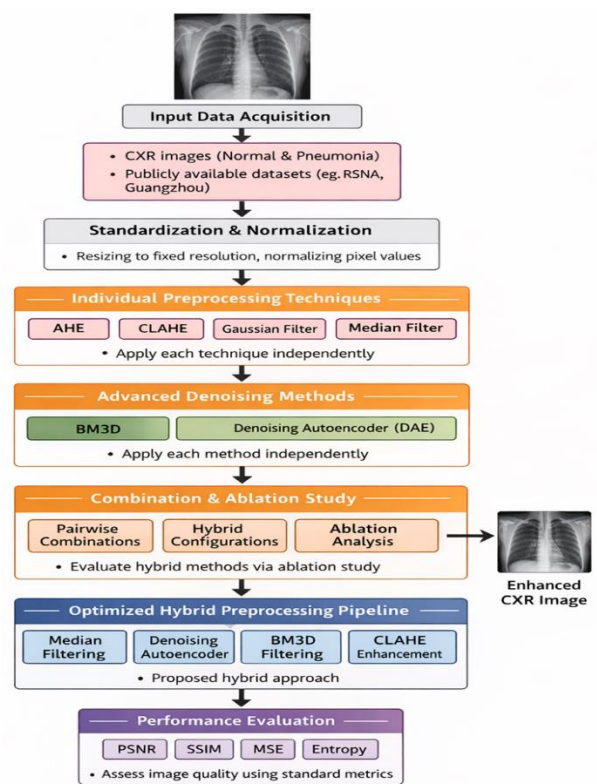 Input Data Acquisition
• CXR images (Normal & Pneumonia)
• Publicly available datasets (eg. RSNA,
Guangzhou)
Standardization & Normalization
• Resizing to fixed resolution, normalizing pixel values
Individual Preprocessing Techniques
AHE CLAHE Gaussian Filter Median Filter
• Apply each technique independently
Advanced Denoising Methods
BM3D Denoising Autoencoder (DAE)
• Apply each method independently
Combination & Ablation Study
Pairwise Combinations
Hybrid Configurations
Ablation Analysis
• Evaluate hybrid methods via ablation study
Enhanced
CXR Image
Optimized Hybrid Preprocessing Pipeline
Median Filtering
Denoising Autoencoder
BM3D Filtering
CLAHE Enhancement
• Proposed hybrid approach
Performance Evaluation
PSNR SSIM MSE Entropy
• Assess image quality using standard metrics